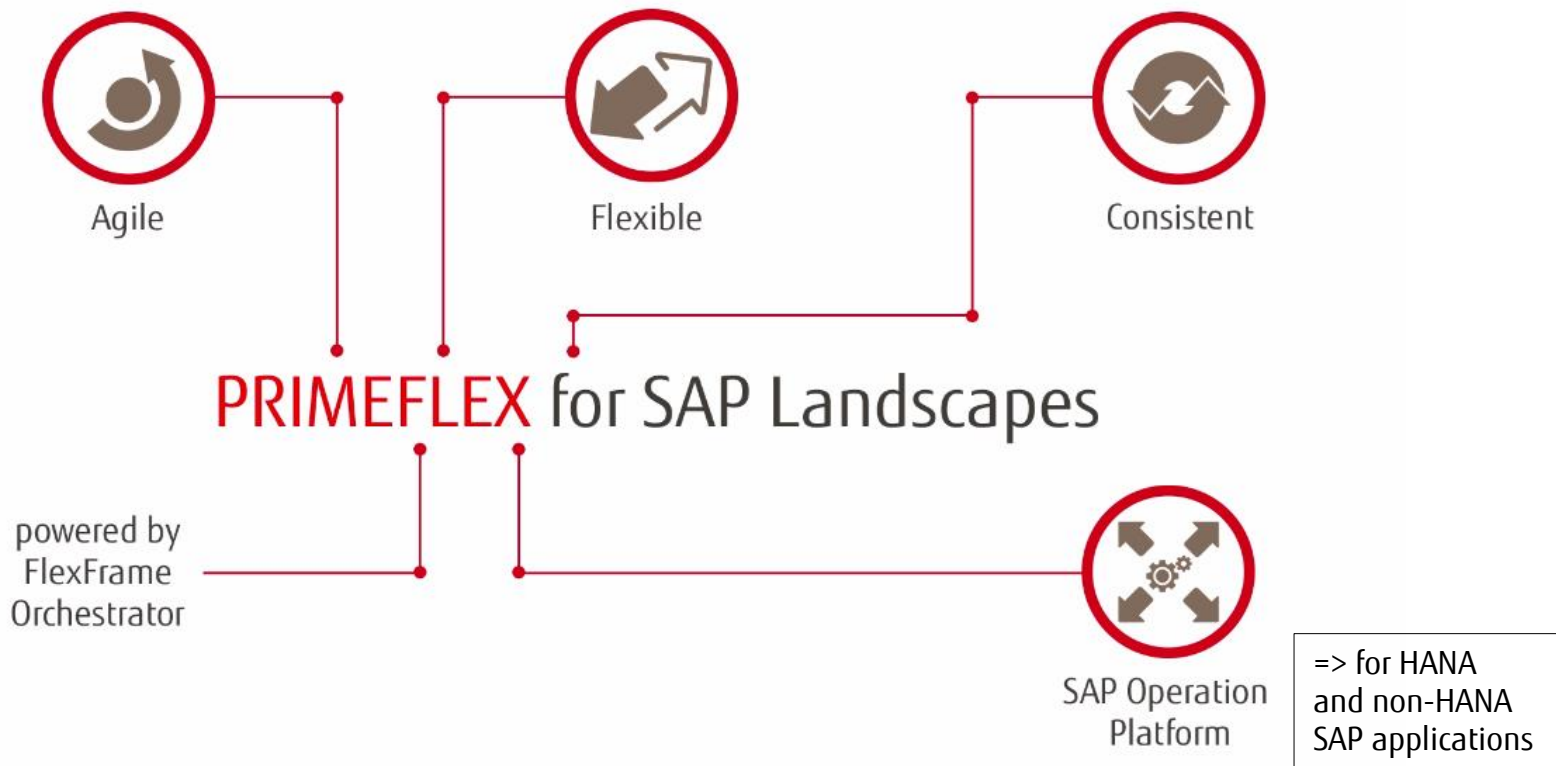 Agile
Flexible
Consistent
PRIMEFLEX for SAP Landscapes
powered by
FlexFrame
Orchestrator
SAP Operation
Platform
=> for HANA
and non-HANA
SAP applications